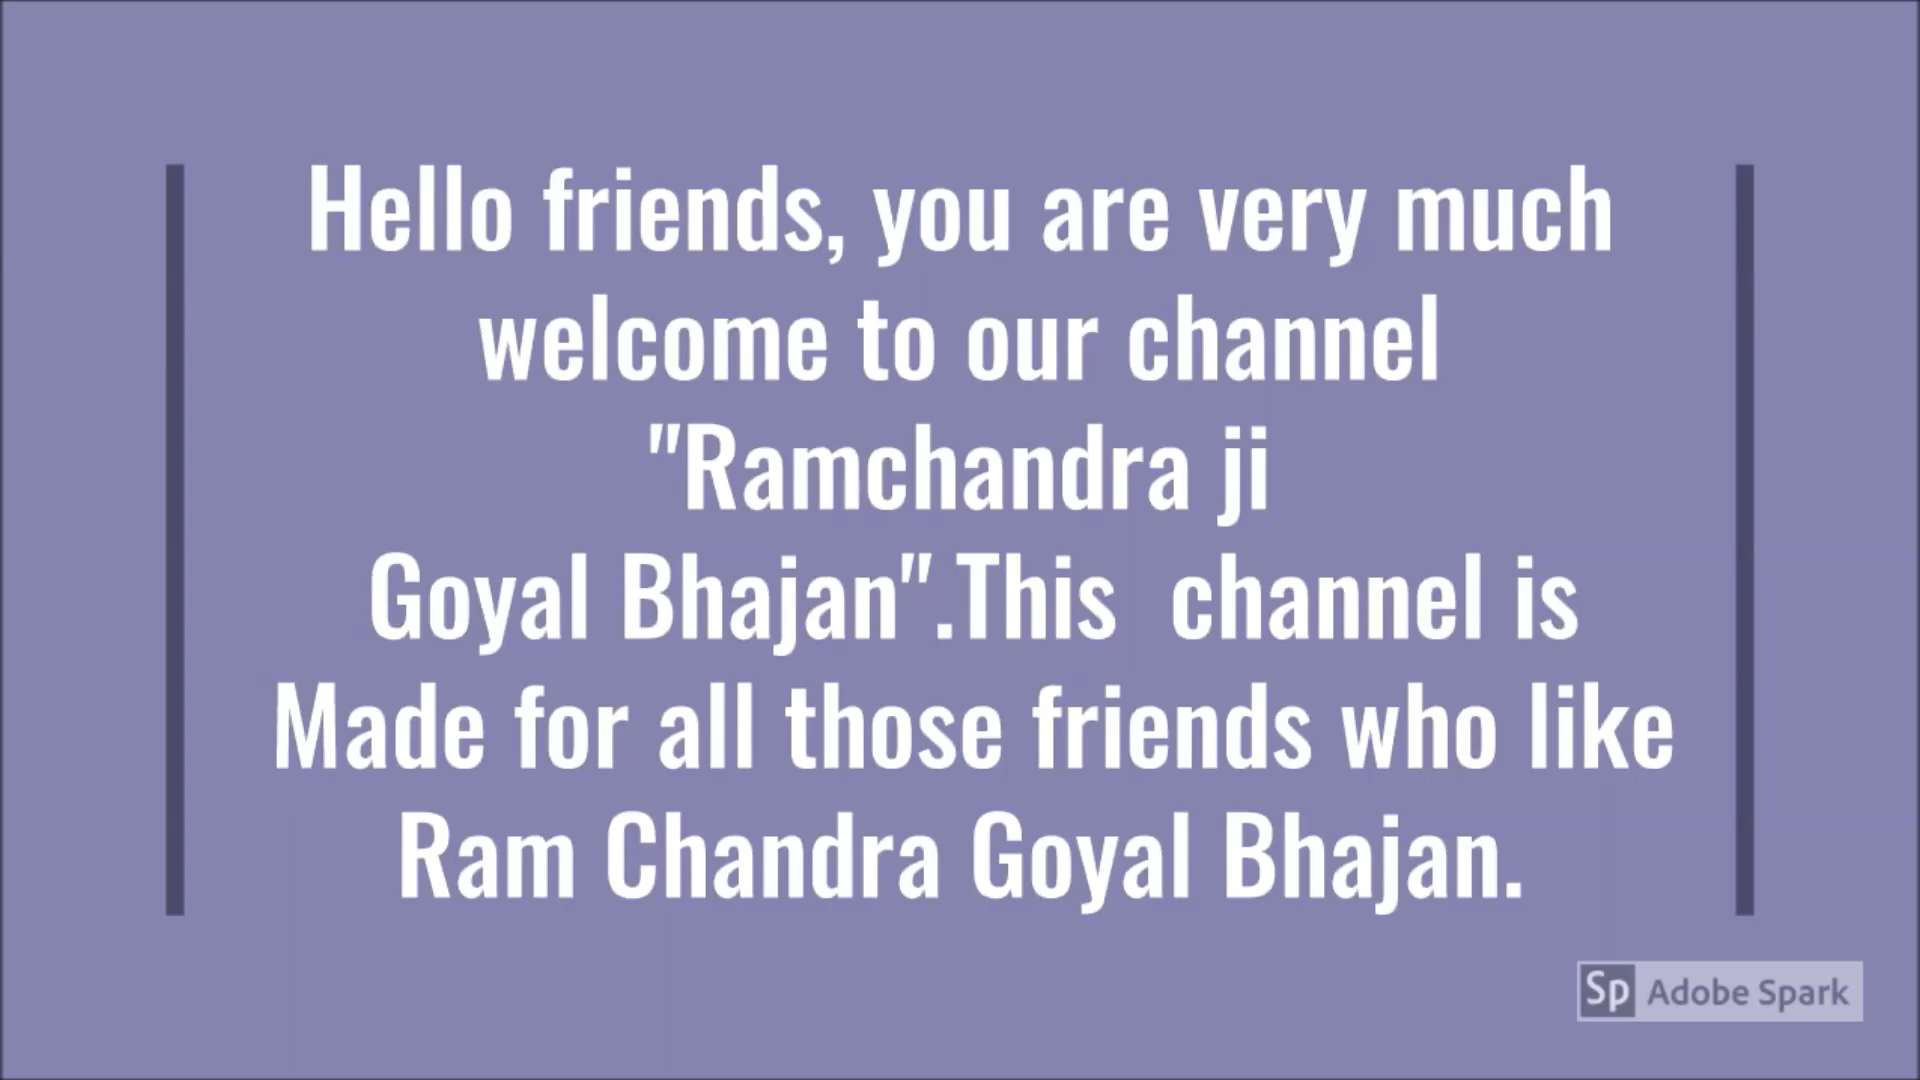 Hello friends, you are very much
welcome to our channel
"Ramchandra ji
Goyal Bhajan".This  channel is
Made for all those friends who like
Ram Chandra Goyal Bhajan.
Sp Adobe Spark